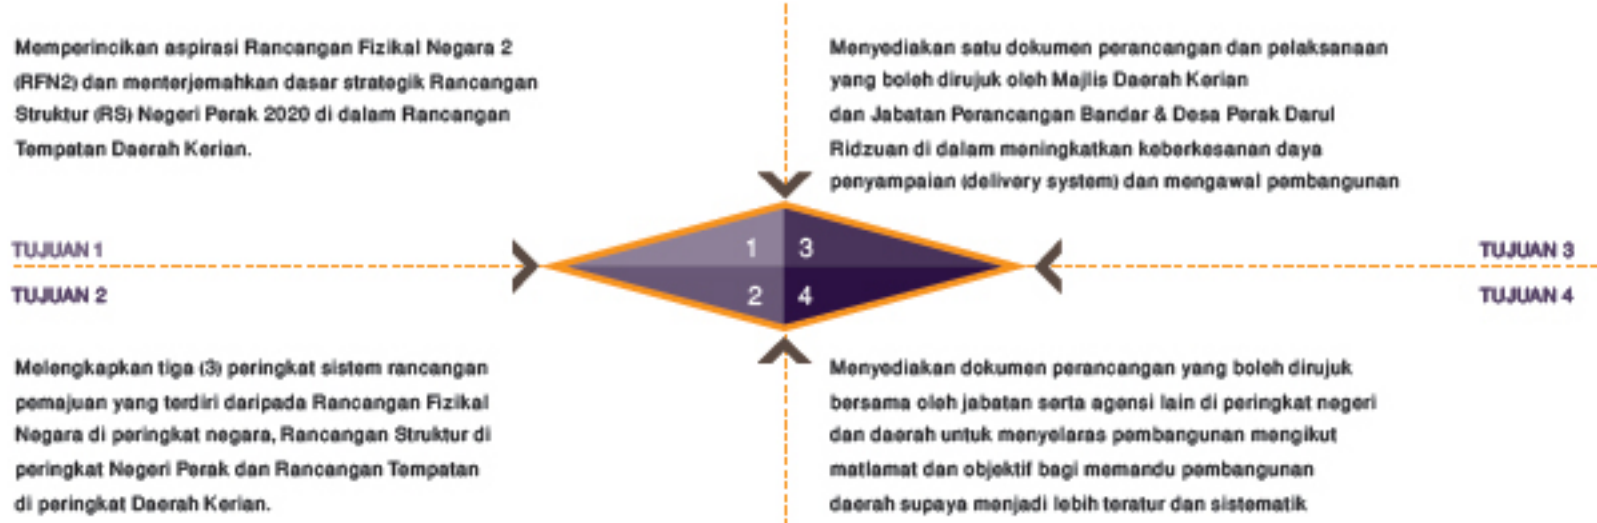 Memperincikan aspirasi Rancangan Fizikal Negara 2
(RFN2) dan menterjemahkan dasar strategik Rancangan
Struktur (RS) Negeri Perak 2020 di dalam Rancangan
Tempatan Daerah Kerian.
TUJUAN 1
TUJUAN 2
Melengkapkan tiga (3) peringkat sistem rancangan
pemajuan yang terdiri daripada Rancangan Fizikal
Negara di peringkat negara, Rancangan Struktur di
peringkat Negeri Perak dan Rancangan Tempatan
di peringkat Daerah Kerian.
1
3
2
4
Menyediakan satu dokumen perancangan dan pelaksanaan
yang boleh dirujuk oleh Majlis Daerah Kerian
dan Jabatan Perancangan Bandar & Desa Perak Darul
Ridzuan di dalam meningkatkan keberkesanan daya
penyampaian (delivery system) dan mengawal pembangunan
TUJUAN 3
TUJUAN 4
Menyediakan dokumen perancangan yang boleh dirujuk
bersama oleh jabatan serta agensi lain di peringkat negeri
dan daerah untuk menyelaras pembangunan mengikut
matlamat dan objektif bagi memandu pembangunan
daerah supaya menjadi lebih teratur dan sistematik